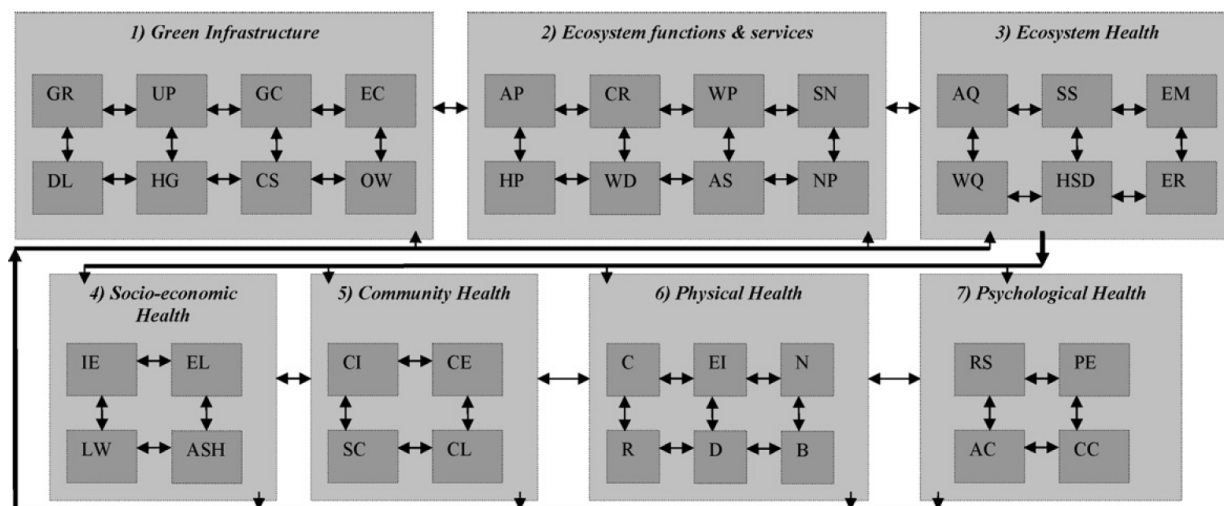 1) Green Infrastructure
GR UP GC EC
DL HG CS OW
2) Ecosystem functions & services
AP CR WP SN
HP WD AS NP
3) Ecosystem Health
AQ SS EM
WQ HSD ER
4) Socio-economic
Health
IE EL
LW ASH
5) Community Health
CI CE
SC CL
6) Physical Health
C EI N
R D B
7) Psychological Health
RS PE
AC CC